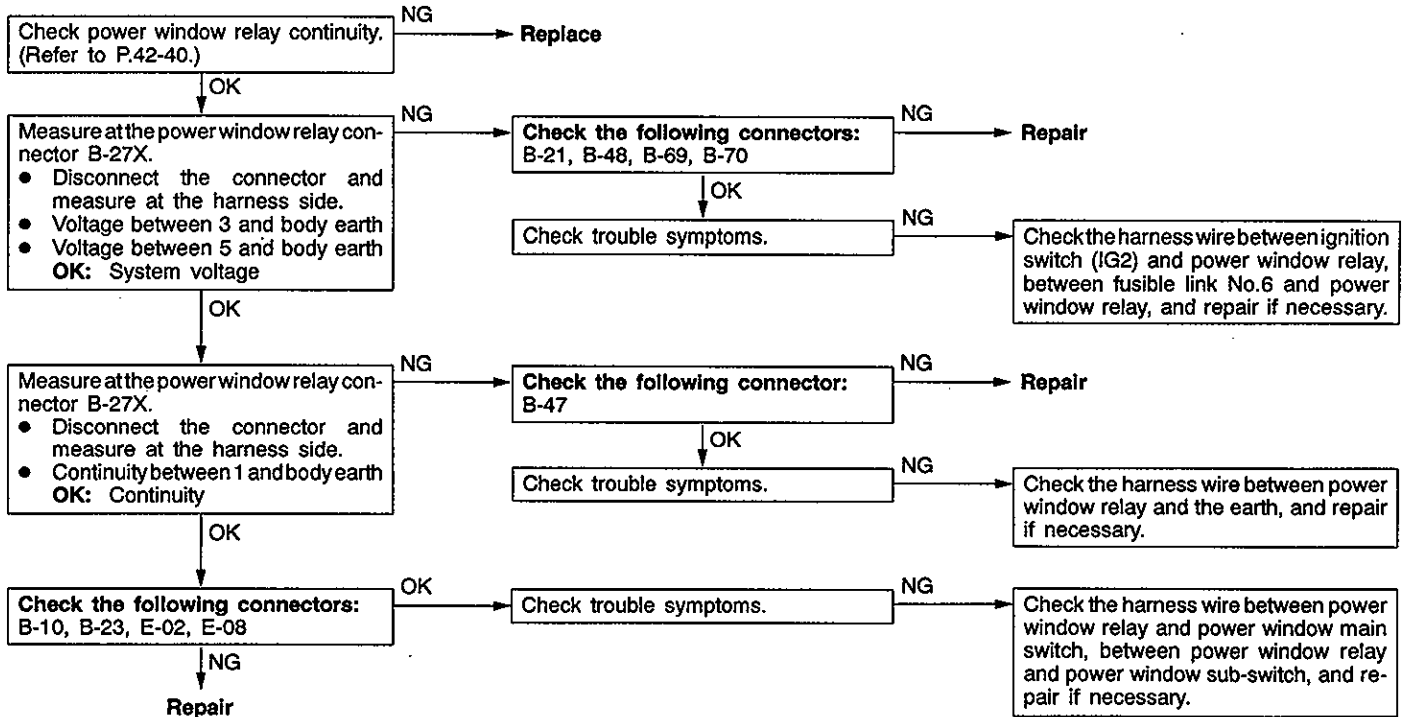 Check power window relay continuity.
(Refer to P.42-40.)
NG
Replace
OK
Measure at the power window relay con-
nector B-27X.
● Disconnect the connector and
measure at the harness side.
● Voltage between 3 and body earth
● Voltage between 5 and body earth
OK: System voltage
NG
Check the following connectors:
B-21, B-48, B-69, B-70
NG
Repair
OK
Check trouble symptoms.
NG
Check the harness wire between ignition
switch (IG2) and power window relay,
between fusible link No.6 and power
window relay, and repair if necessary.
OK
Measure at the power window relay con-
nector B-27X.
● Disconnect the connector and
measure at the harness side.
● Continuity between 1 and body earth
OK: Continuity
NG
Check the following connector:
B-47
NG
Repair
OK
Check trouble symptoms.
NG
Check the harness wire between power
window relay and the earth, and repair
if necessary.
OK
Check the following connectors:
B-10, B-23, E-02, E-08
OK
Check trouble symptoms.
NG
Check the harness wire between power
window relay and power window main
switch, between power window relay
and power window sub-switch, and re-
pair if necessary.
NG
Repair